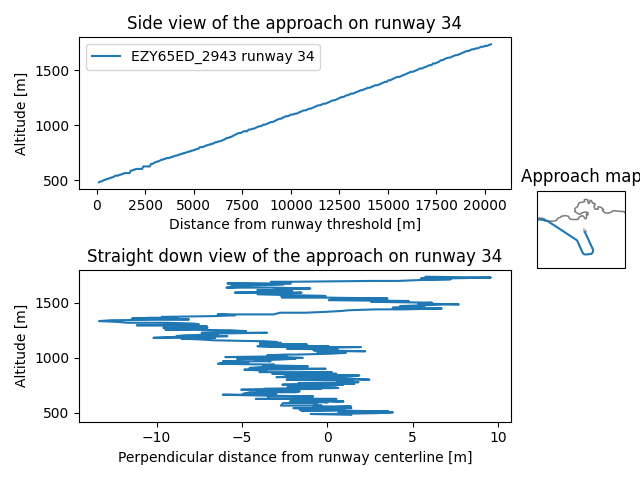 Side view of the approach on runway 34
EZY65ED_2943 runway 34
Altitude [m]
1500
1000
500
0 2500 5000 7500 10000 12500 15000 17500 20000
Distance from runway threshold [m]
Approach map
Straight down view of the approach on runway 34
Altitude [m]
1500
1000
500
−10 −5 0 5 10
Perpendicular distance from runway centerline [m]